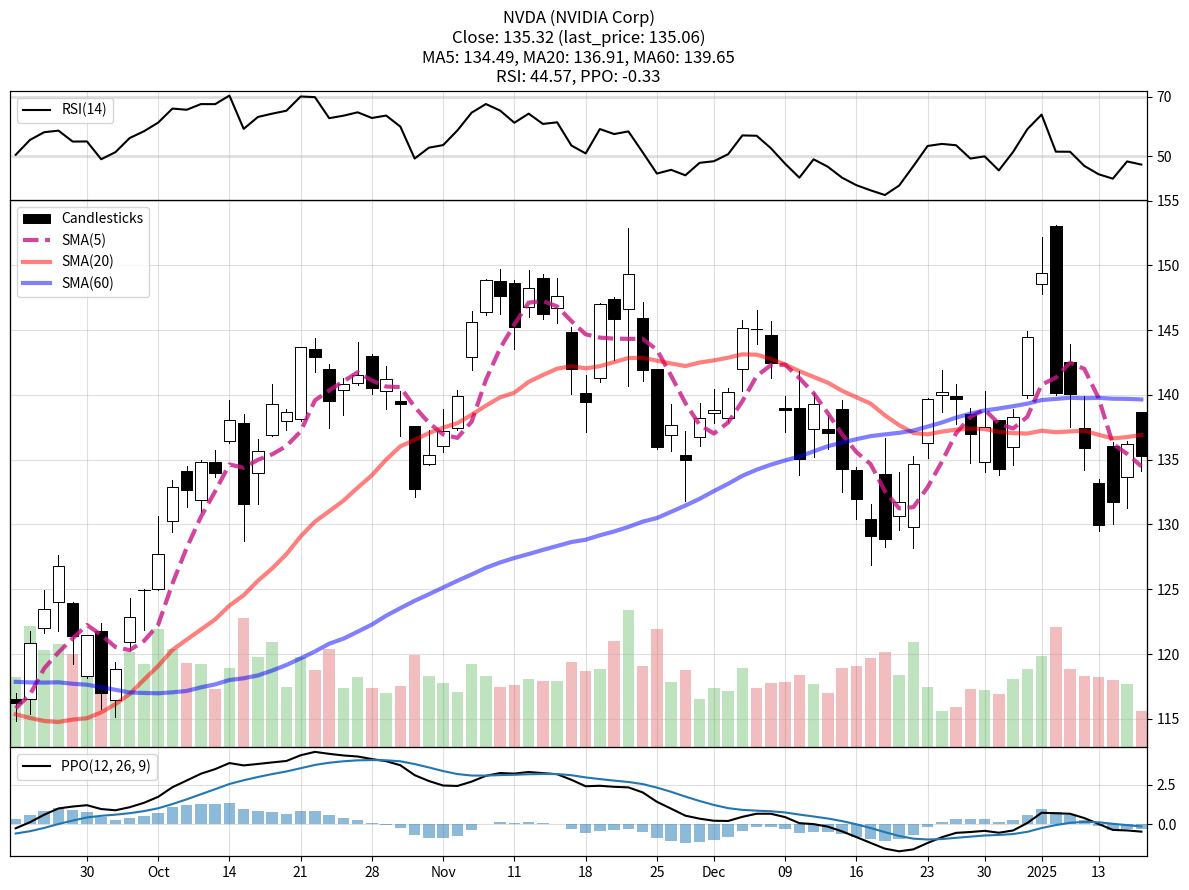 NVDA (NVIDIA Corp)
Close: 135.32 (last_price: 135.06)
MA5: 134.49, MA20: 136.91, MA60: 139.65
RSI: 44.57, PPO: -0.33
RSI(14)
70
50
Candlesticks
SMA(5)
SMA(20)
SMA(60)
155
150
145
140
135
130
125
120
115
PPO(12, 26, 9)
2.5
0.0
30 Oct 14 21 28 Nov 11 18 25 Dec 09 16 23 30 2025 13